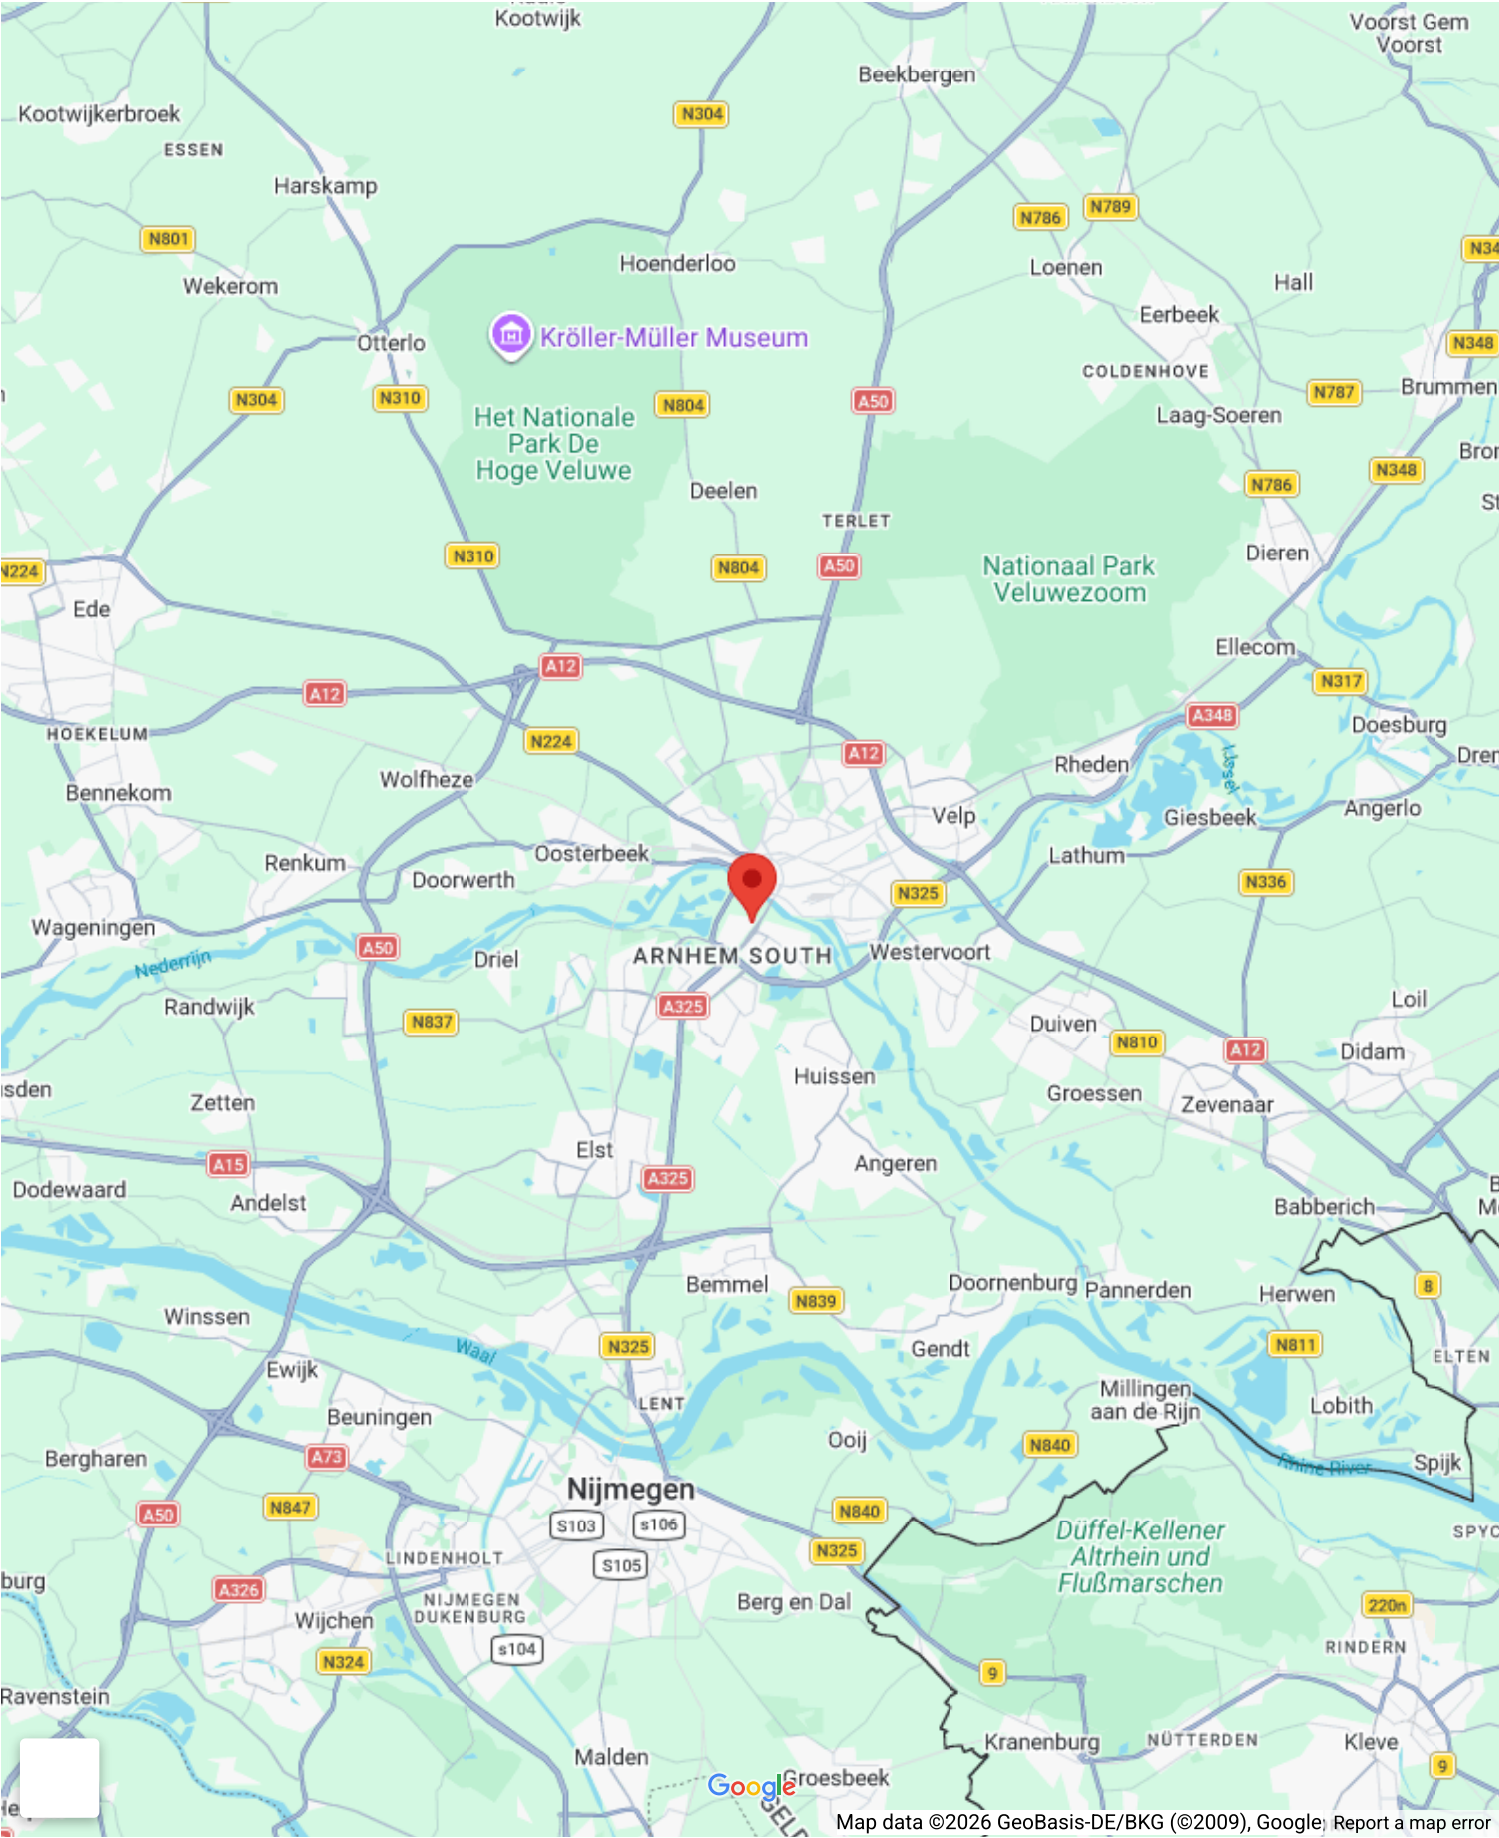 Kootwijk
Voorst Gem
Voorst
Beekbergen
Kootwijkerbroek
N304
ESSEN
Harskamp
N789
N786
N801
N34
Hoenderloo
Loenen
Wekerom
Hall
Eerbeek
Kröller-Müller Museum
Otterlo
N348
COLDENHOVE
N304
N310
N804
A50
N787
Brummen
Het Nationale
Park De
Hoge Veluwe
Laag-Soeren
N348
N786
Deelen
TERLET
Dieren
N310
N804
A50
N224
Nationaal Park
Veluwezoom
Ede
Ellecom
A12
A12
N317
A348
Doesburg
HOEKELUM
N224
A12
IJssel
Rheden
Wolfheze
Bennekom
Velp
Giesbeek
Angerlo
Oosterbeek
Lathum
Renkum
Doorwerth
N325
N336
Wageningen
A50
ARNHEM SOUTH
Westervoort
Driel
Nederrijn
Randwijk
A325
N837
Loil
Duiven
N810
A12
Didam
Huissen
Groessen
Zevenaar
Zetten
Elst
A15
A325
Angeren
Dodewaard
Andelst
Babberich
Bemmel
Doornenburg
Pannerden
Herwen
8
N839
Winssen
N325
Waal
Gendt
N811
ELTEN
Ewijk
LENT
Millingen
aan de Rijn
Lobith
Beuningen
Ooij
N840
Bergharen
A73
Rhine River
Spijk
Nijmegen
N847
A50
S103
s106
N840
Düffel-Kellener
Altrhein und
Flußmarschen
S105
N325
LINDENHOLT
A326
NIJMEGEN
DUKENBURG
Berg en Dal
220n
Wijchen
s104
RINDERN
N324
9
Ravenstein
Kranenburg
NÜTTERDEN
Kleve
Malden
9
Google
Groesbeek
Map data ©2026 GeoBasis-DE/BKG (©2009), Google
Report a map error